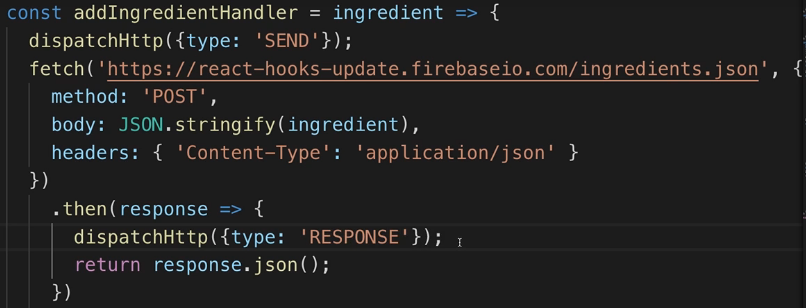 const addIngredientHandler = ingredient => {
dispatchHttp({type: 'SEND'});
fetch('https://react-hooks-update.firebaseio.com/ingredients.json', {
method: 'POST',
body: JSON.stringify(ingredient),
headers: { 'Content-Type': 'application/json' }
})
.then(response => {
dispatchHttp({type: 'RESPONSE'});
return response.json();
})